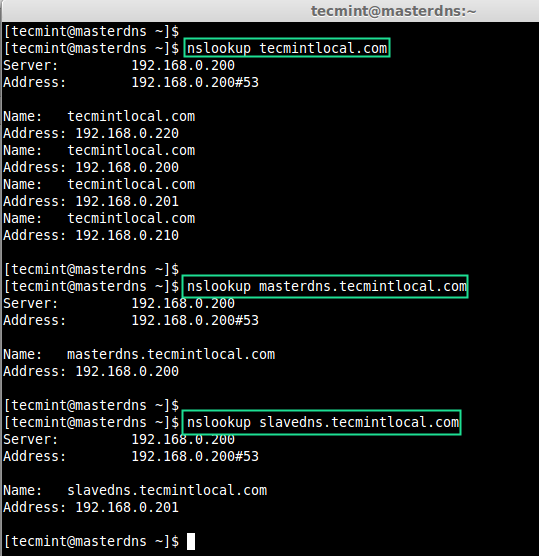 tecmint@masterdns:~
[tecmint@masterdns ~]$
[tecmint@masterdns ~]$ nslookup tecmintlocal.com
Server:         192.168.0.200
Address:        192.168.0.200#53

Name:   tecmintlocal.com
Address: 192.168.0.220
Name:   tecmintlocal.com
Address: 192.168.0.200
Name:   tecmintlocal.com
Address: 192.168.0.201
Name:   tecmintlocal.com
Address: 192.168.0.210

[tecmint@masterdns ~]$
[tecmint@masterdns ~]$ nslookup masterdns.tecmintlocal.com
Server:         192.168.0.200
Address:        192.168.0.200#53

Name:   masterdns.tecmintlocal.com
Address: 192.168.0.200

[tecmint@masterdns ~]$
[tecmint@masterdns ~]$ nslookup slavedns.tecmintlocal.com
Server:         192.168.0.200
Address:        192.168.0.200#53

Name:   slavedns.tecmintlocal.com
Address: 192.168.0.201

[tecmint@masterdns ~]$